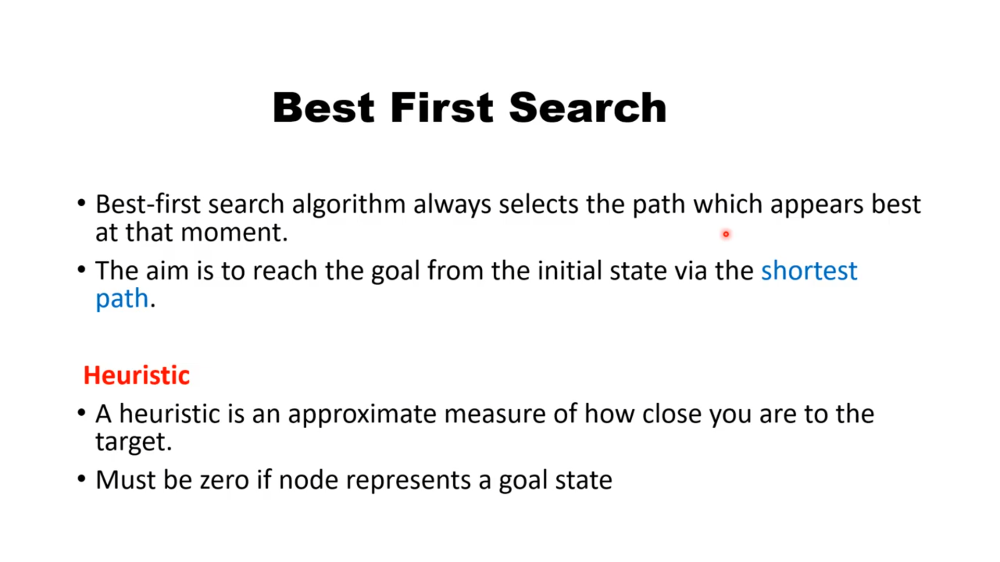 Best First Search
• Best-first search algorithm always selects the path which appears best
at that moment.
• The aim is to reach the goal from the initial state via the shortest
path.
Heuristic
• A heuristic is an approximate measure of how close you are to the
target.
• Must be zero if node represents a goal state